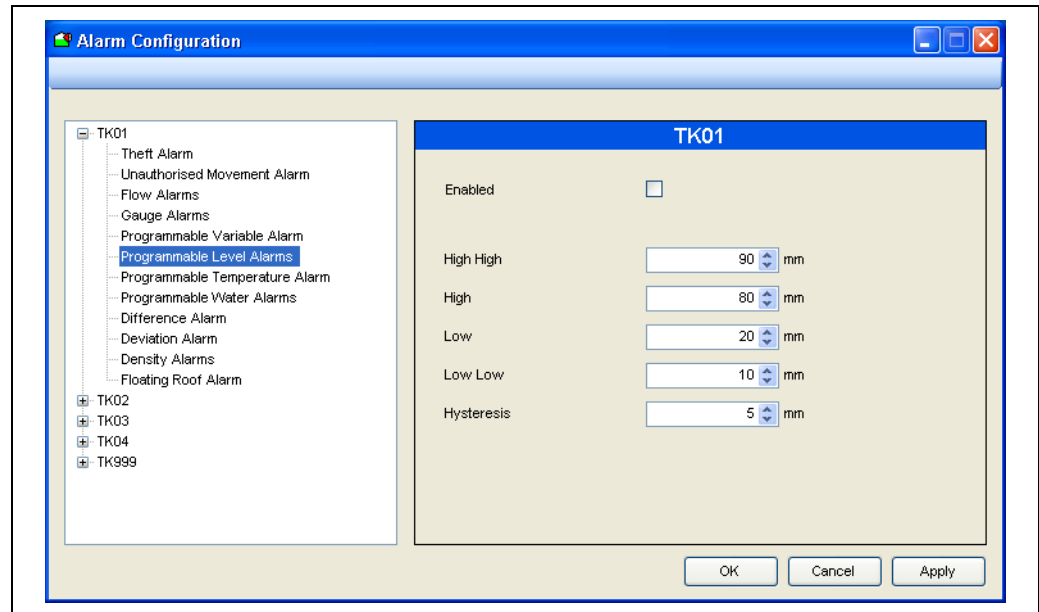 Alarm Configuration
TK01
Theft Alarm
Unauthorised Movement Alarm
Flow Alarms
Gauge Alarms
Programmable Variable Alarm
Programmable Level Alarms
Programmable Temperature Alarm
Programmable Water Alarms
Difference Alarm
Deviation Alarm
Density Alarms
Floating Roof Alarm
TK02
TK03
TK04
TK999
TK01
Enabled
High High 90 mm
High 80 mm
Low 20 mm
Low Low 10 mm
Hysteresis 5 mm
OK Cancel Apply